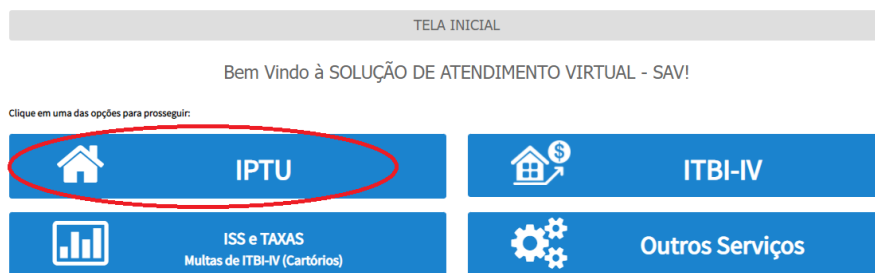 TELA INICIAL
Bem Vindo à SOLUÇÃO DE ATENDIMENTO VIRTUAL - SAV!
Clique em uma das opções para prosseguir:
IPTU
ITBI-IV
ISS e TAXAS
Multas de ITBI-IV (Cartórios)
Outros Serviços